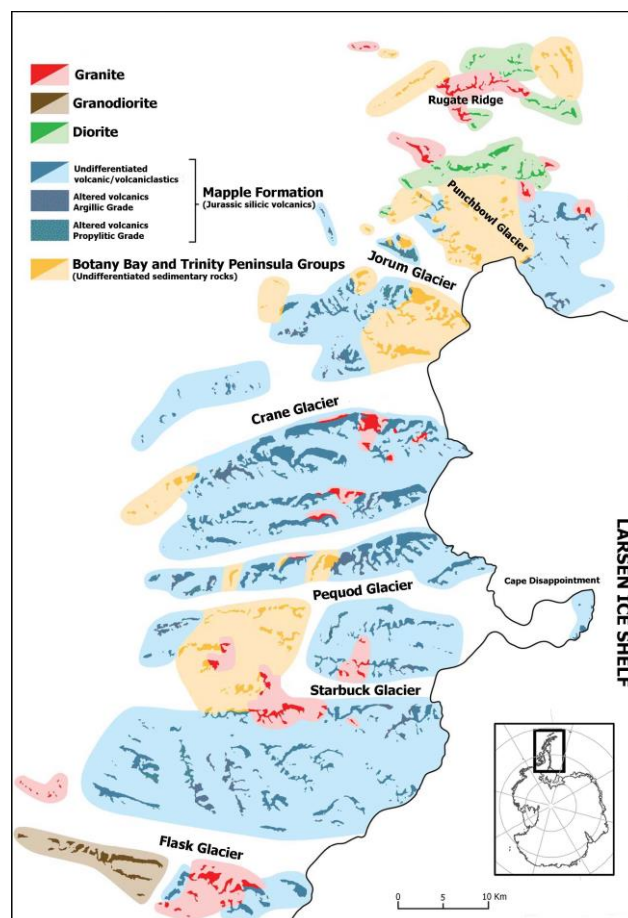 Granite
Granodiorite
Diorite
Undifferentiated
volcanic/volcaniclastics
Altered volcanics
Argillic Grade
Altered volcanics
Propylitic Grade
Mapple Formation
(Jurassic silicic volcanics)
Botany Bay and Trinity Peninsula Groups
(Undifferentiated sedimentary rocks)
Rugate Ridge
Punchbowl Glacier
Jorum Glacier
Crane Glacier
Pequod Glacier
Cape Disappointment
LARSEN ICE SHELF
Starbuck Glacier
Flask Glacier
0 5 10 Km